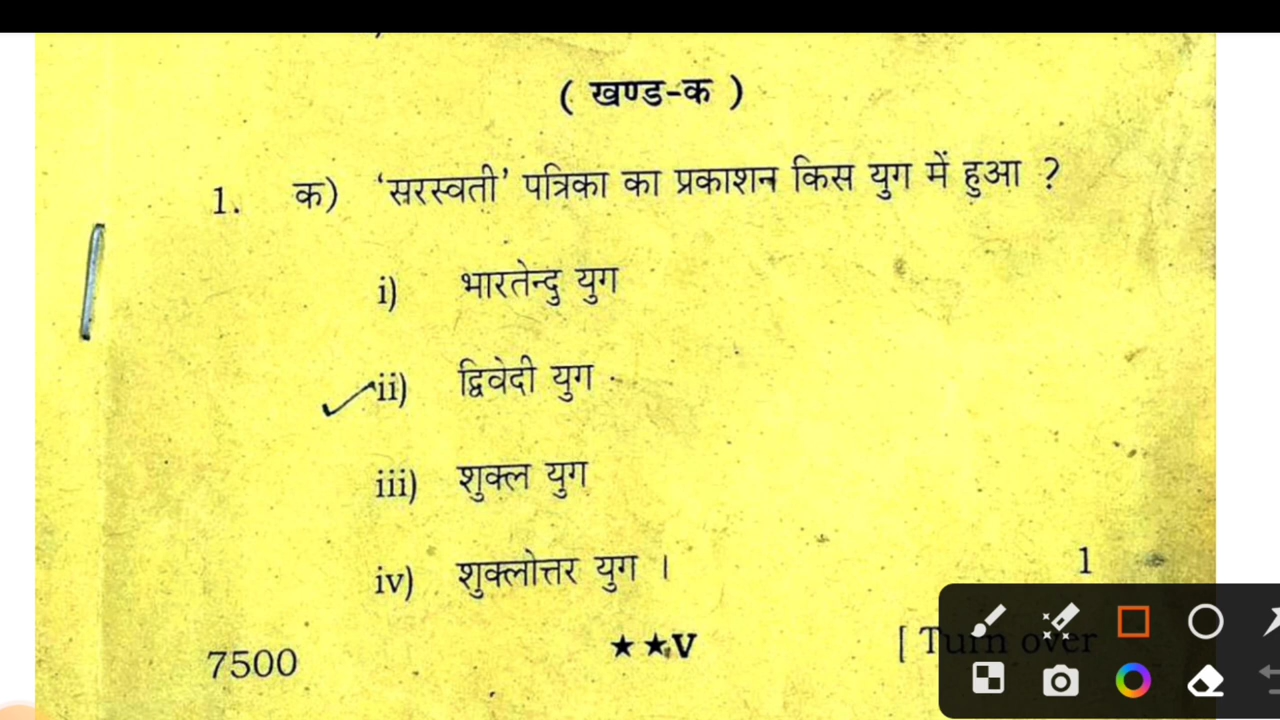 ( खण्ड-क )
1. क) 'सरस्वती' पत्रिका का प्रकाशन किस युग में हुआ ?
i) भारतेन्दु युग
ii) द्विवेदी युग
iii) शुक्ल युग
iv) शुक्लोत्तर युग ।
1
7500 ★★V [ Turn over